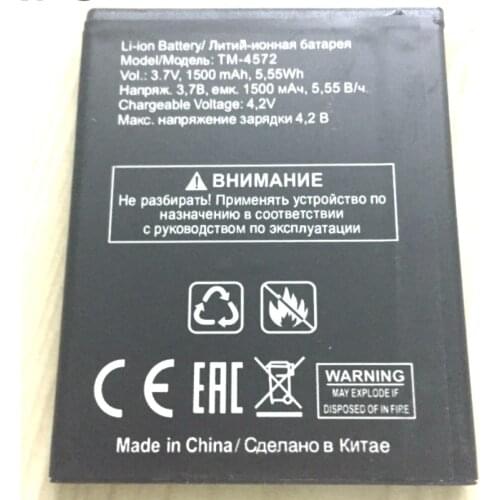 Li-ion Battery/ Литий-ионная батарея
Model/Модель: TM-4572
Vol.: 3.7V, 1500 mAh, 5,55Wh
Напряж. 3,7В, емк. 1500 мАч, 5,55 В/ч.
Chargeable Voltage: 4,2V
Макс. напряжение зарядки 4,2 В
ВНИМАНИЕ
Не разбирать! Применять устройство по
назначению в соответствии
с руководством по эксплуатации
CE EAC
WARNING
MAY EXPLODE IF
DISPOSED OF IN FIRE
Made in China/ Сделано в Китае